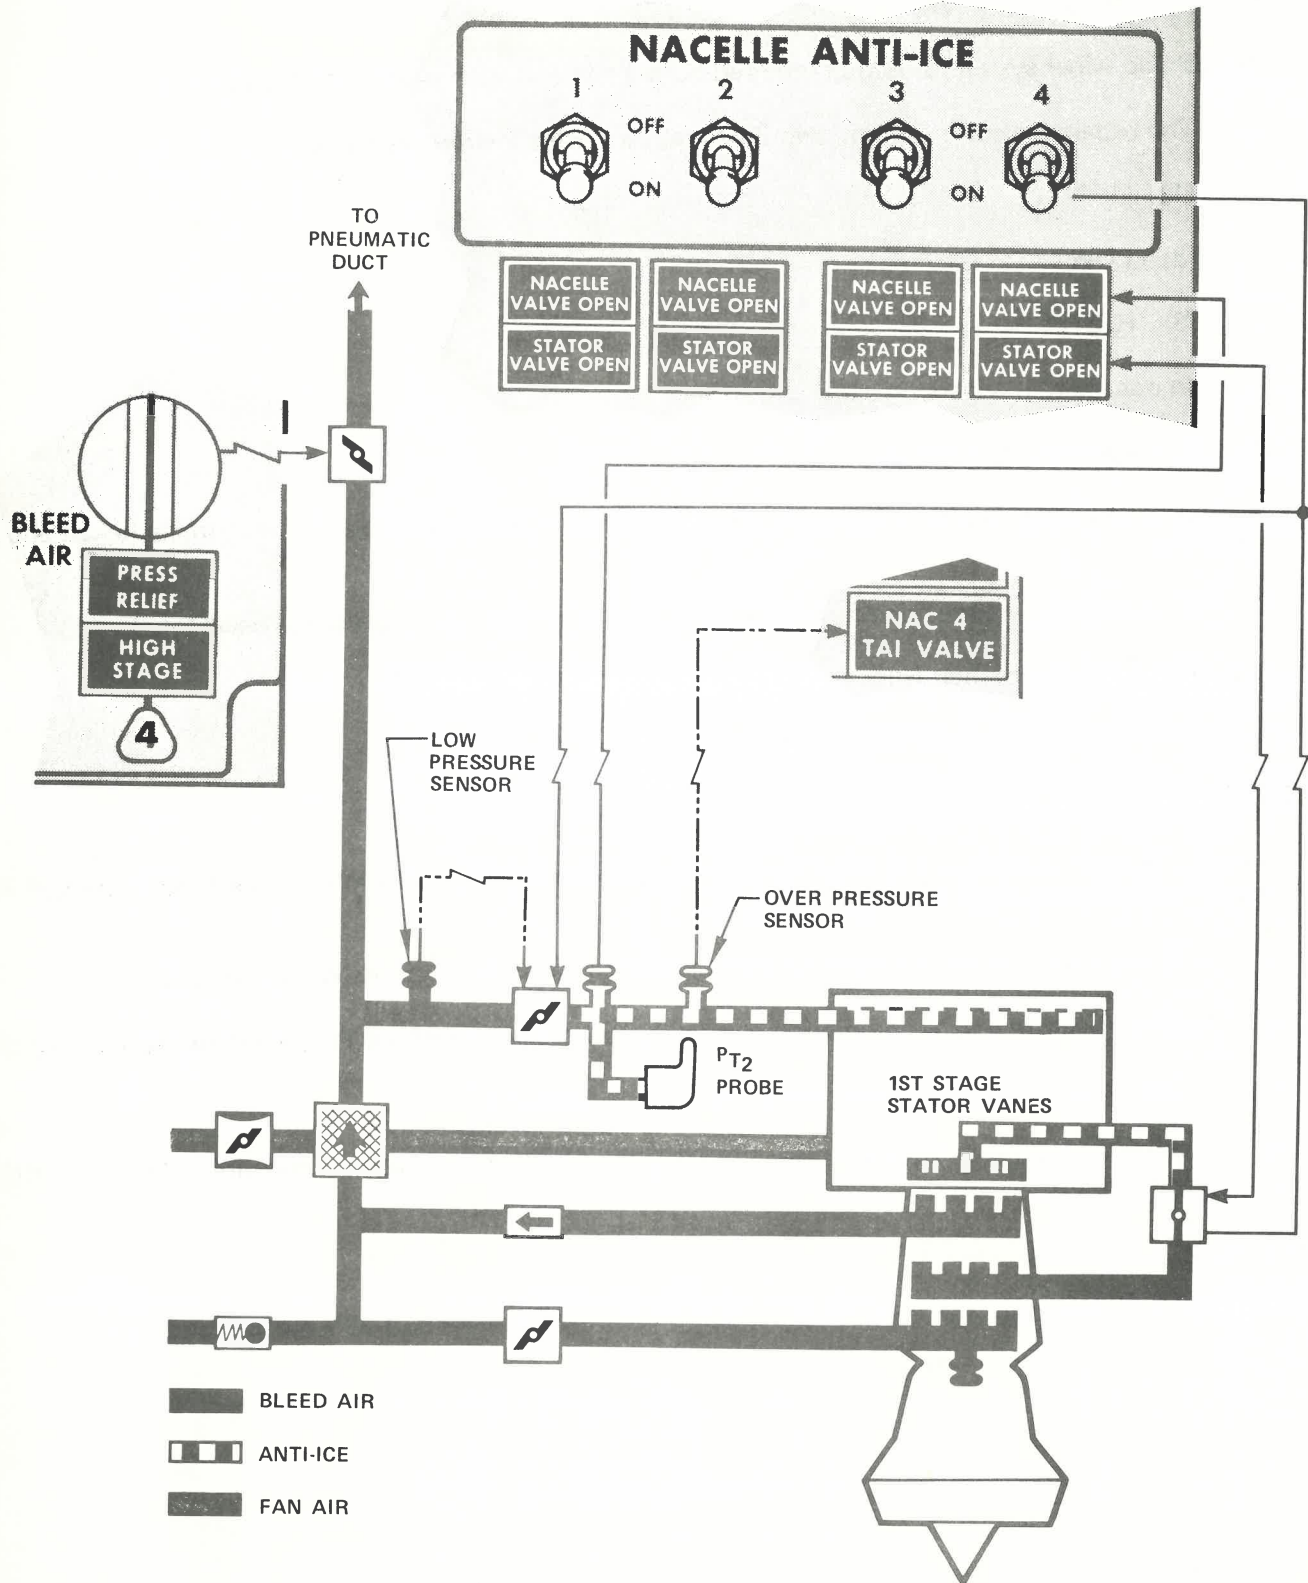 NACELLE ANTI-ICE
1 2 3 4
OFF OFF
ON ON
NACELLE
VALVE OPEN
STATOR
VALVE OPEN
NACELLE
VALVE OPEN
STATOR
VALVE OPEN
NACELLE
VALVE OPEN
STATOR
VALVE OPEN
NACELLE
VALVE OPEN
STATOR
VALVE OPEN
TO
PNEUMATIC
DUCT
BLEED
AIR
PRESS
RELIEF
HIGH
STAGE
4
NAC 4
TAI VALVE
LOW
PRESSURE
SENSOR
OVER PRESSURE
SENSOR
PT2
PROBE
1ST STAGE
STATOR VANES
BLEED AIR
ANTI-ICE
FAN AIR